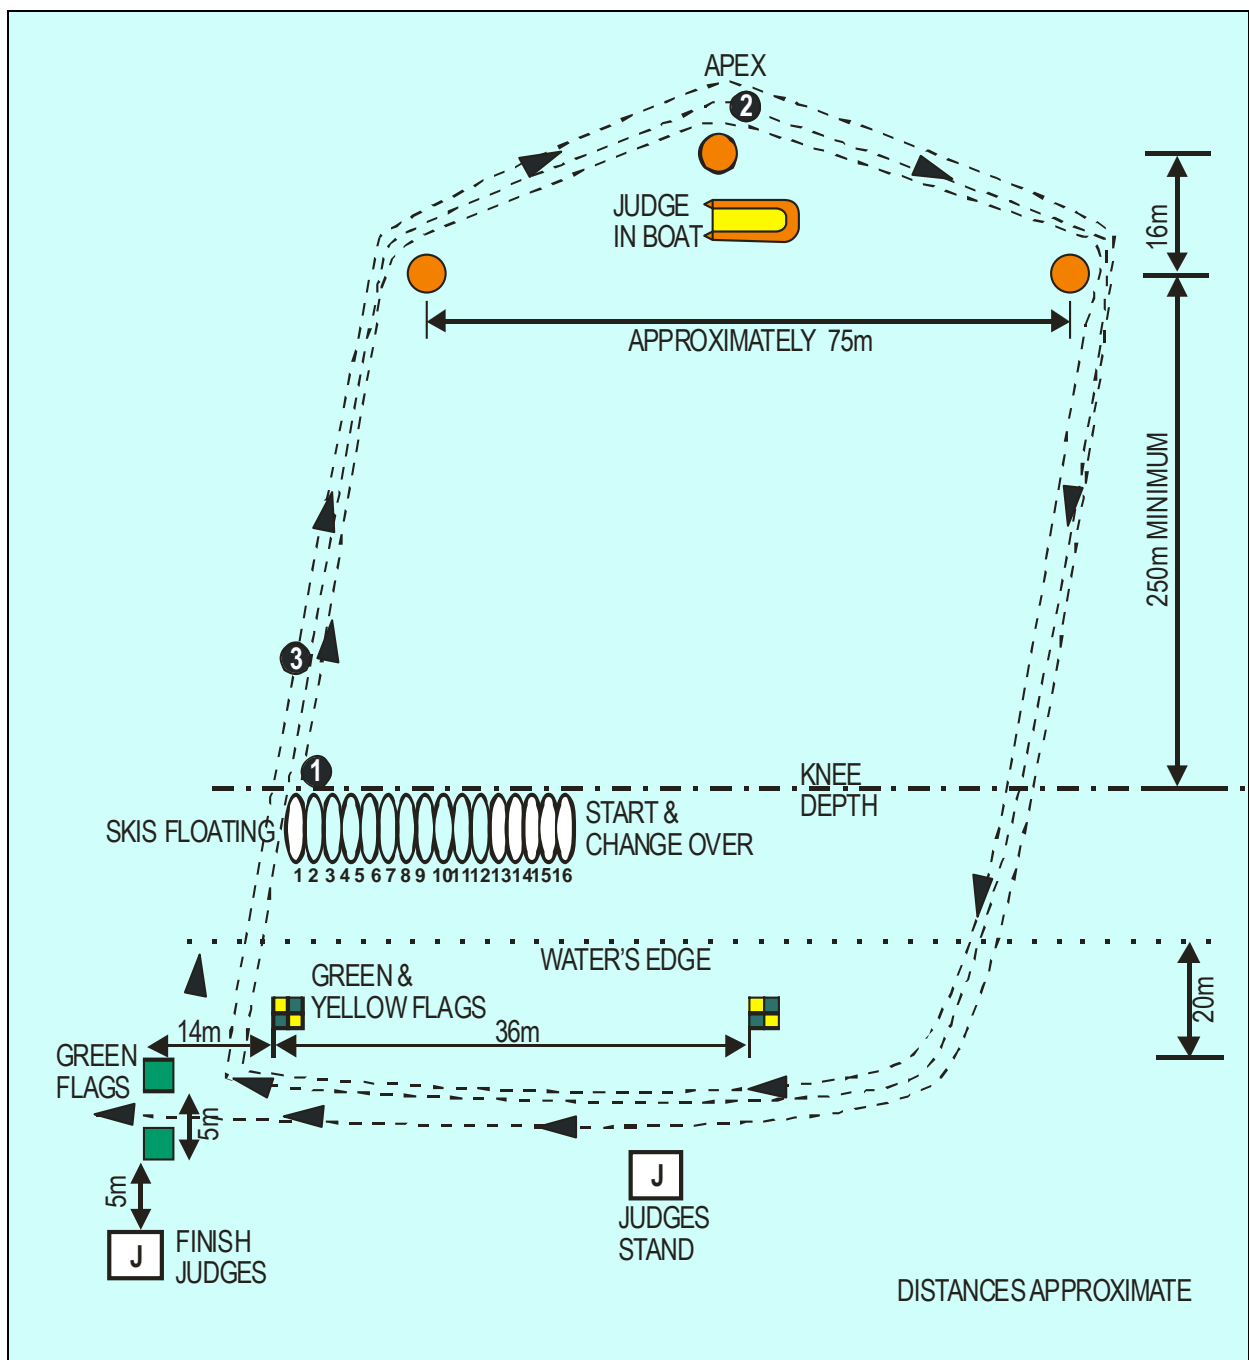 APEX
2
JUDGE
IN BOAT
16m
APPROXIMATELY 75m
250m MINIMUM
3
1
KNEE
DEPTH
SKIS FLOATING
START &
CHANGE OVER
1 2 3 4 5 6 7 8 9 10 11 12 13 14 15 16
WATER'S EDGE
GREEN &
YELLOW FLAGS
20m
14m
36m
GREEN
FLAGS
5m
5m
J
JUDGES
STAND
J
FINISH
JUDGES
DISTANCES APPROXIMATE